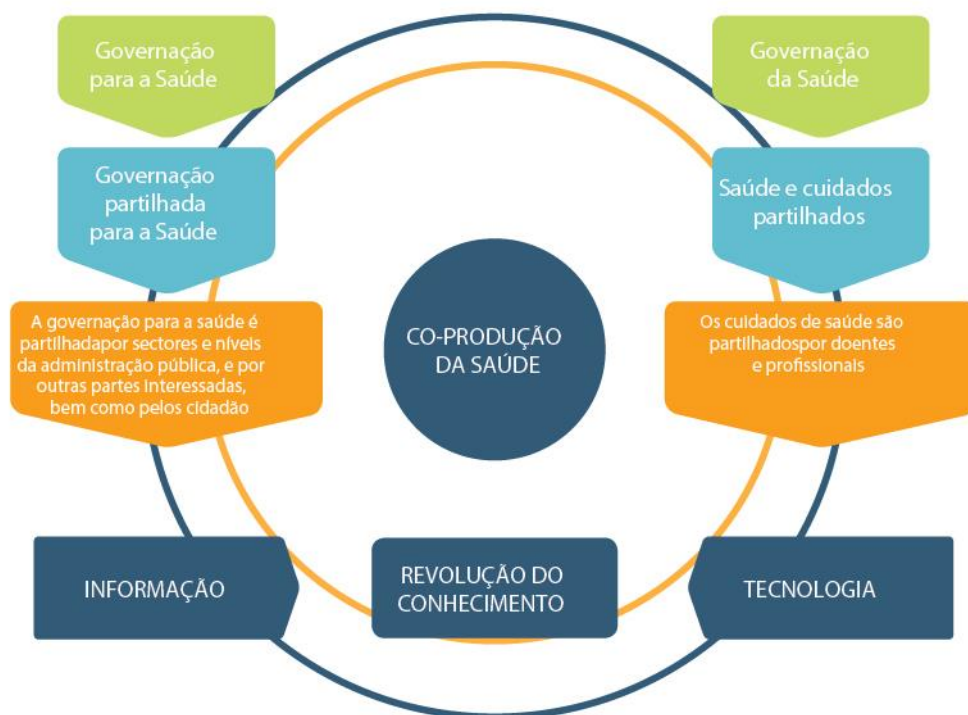 Governação
para a Saúde
Governação
da Saúde
Governação
partilhada
para a Saúde
Saúde e cuidados
partilhados
A governação para a saúde é
partilhadapor sectores e níveis
da administração pública, e por
outras partes interessadas,
bem como pelos cidadão
CO-PRODUÇÃO
DA SAÚDE
Os cuidados de saúde são
partilhadospor doentes
e profissionais
INFORMAÇÃO
REVOLUÇÃO DO
CONHECIMENTO
TECNOLOGIA